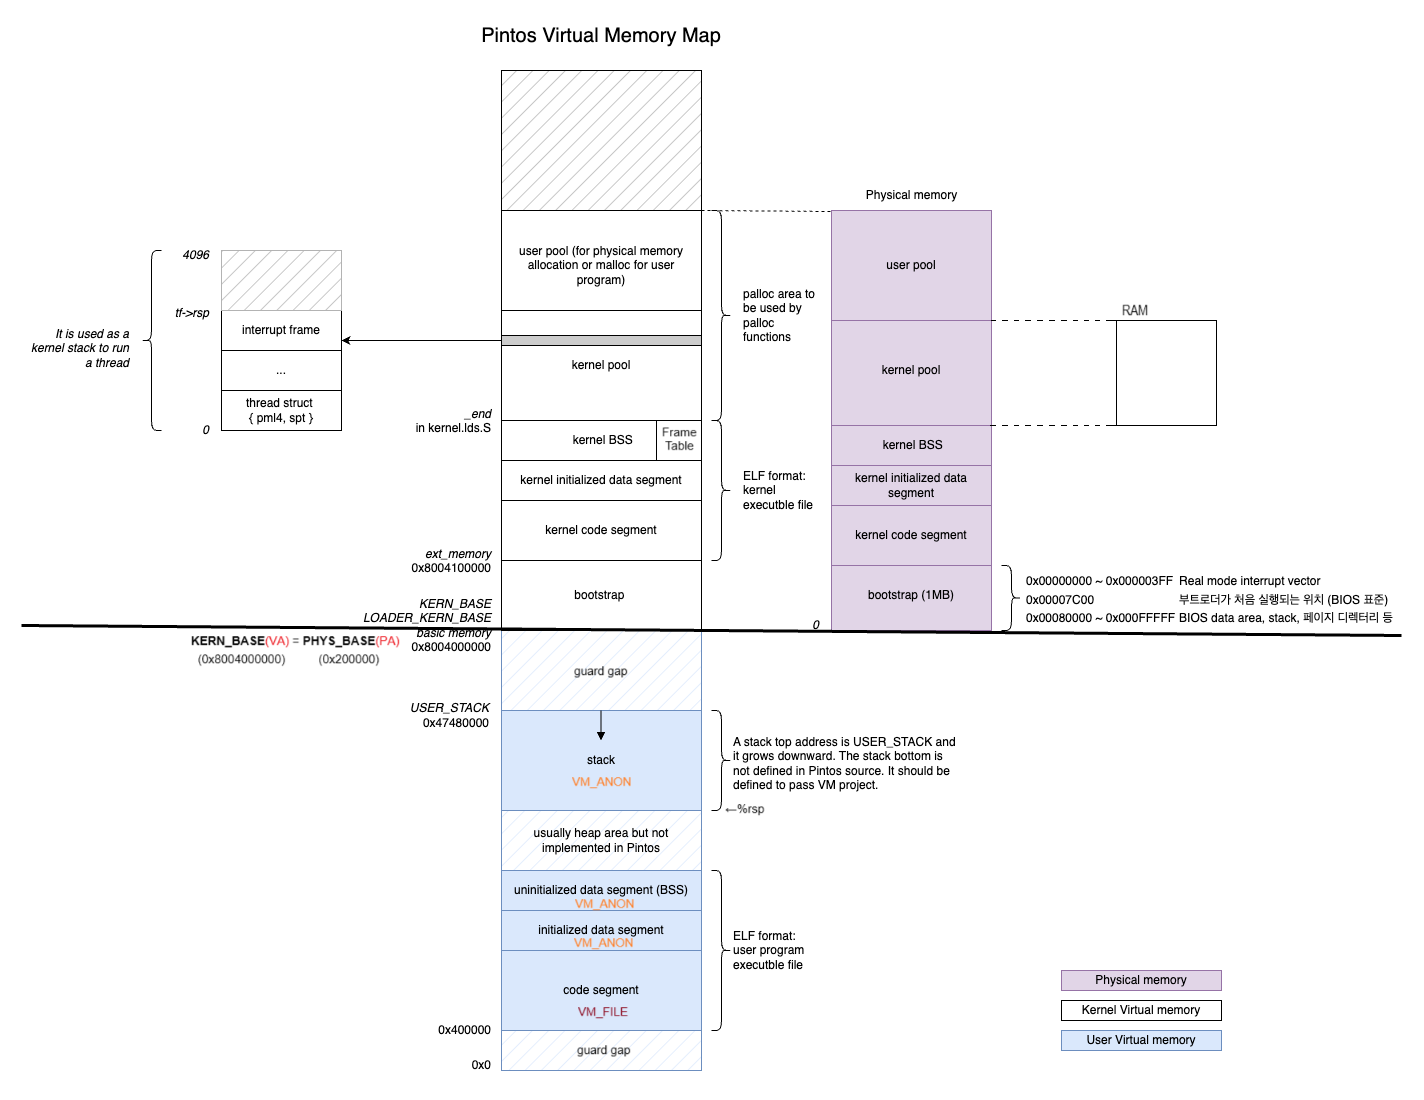 Pintos Virtual Memory Map
Physical memory
user pool (for physical memory
allocation or malloc for user
program)
user pool
4096
tf->rsp
interrupt frame
...
thread struct
{ pml4, spt }
0
It is used as a
kernel stack to run
a thread
kernel pool
palloc area to
be used by
palloc
functions
kernel pool
RAM
_end
in kernel.lds.S
kernel BSS
Frame
Table
kernel BSS
kernel initialized data segment
ELF format:
kernel
executble file
kernel initialized data
segment
kernel code segment
kernel code segment
ext_memory
0x8004100000
bootstrap
bootstrap (1MB)
0x00000000 ~ 0x000003FF Real mode interrupt vector
0x00007C00 부트로더가 처음 실행되는 위치 (BIOS 표준)
0x00080000 ~ 0x000FFFFF BIOS data area, stack, 페이지 디렉터리 등
KERN_BASE
LOADER_KERN_BASE
0
basic memory
0x8004000000
KERN_BASE(VA) = PHYS_BASE(PA)
(0x8004000000) (0x200000)
guard gap
USER_STACK
0x47480000
stack
VM_ANON
A stack top address is USER_STACK and
it grows downward. The stack bottom is
not defined in Pintos source. It should be
defined to pass VM project.
←%rsp
usually heap area but not
implemented in Pintos
uninitialized data segment (BSS)
VM_ANON
initialized data segment
VM_ANON
ELF format:
user program
executble file
code segment
VM_FILE
0x400000
guard gap
0x0
Physical memory
Kernel Virtual memory
User Virtual memory